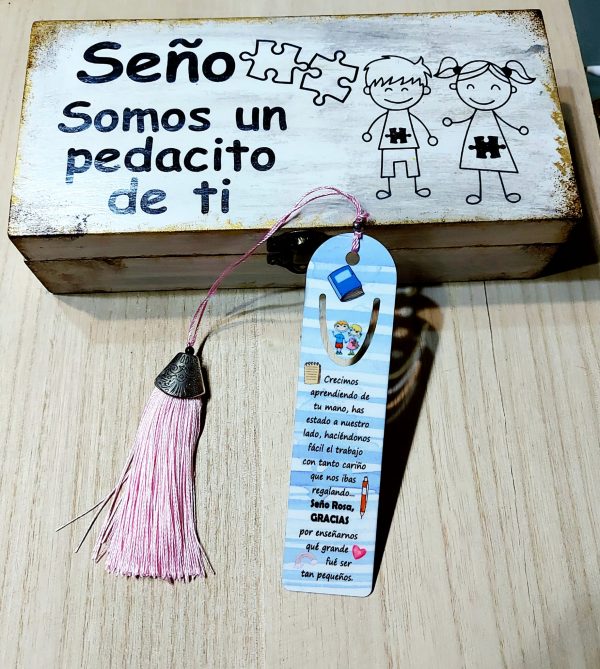 Seño
Somos un
pedacito
de ti
Crecimos
aprendiendo de
tu mano, has
estado a nuestro
lado, haciéndonos
fácil el trabajo
con tanto cariño
que nos ibas
regalando...
Seño Rosa,
GRACIAS
por enseñarnos
qué grande
fué ser
tan pequeños.